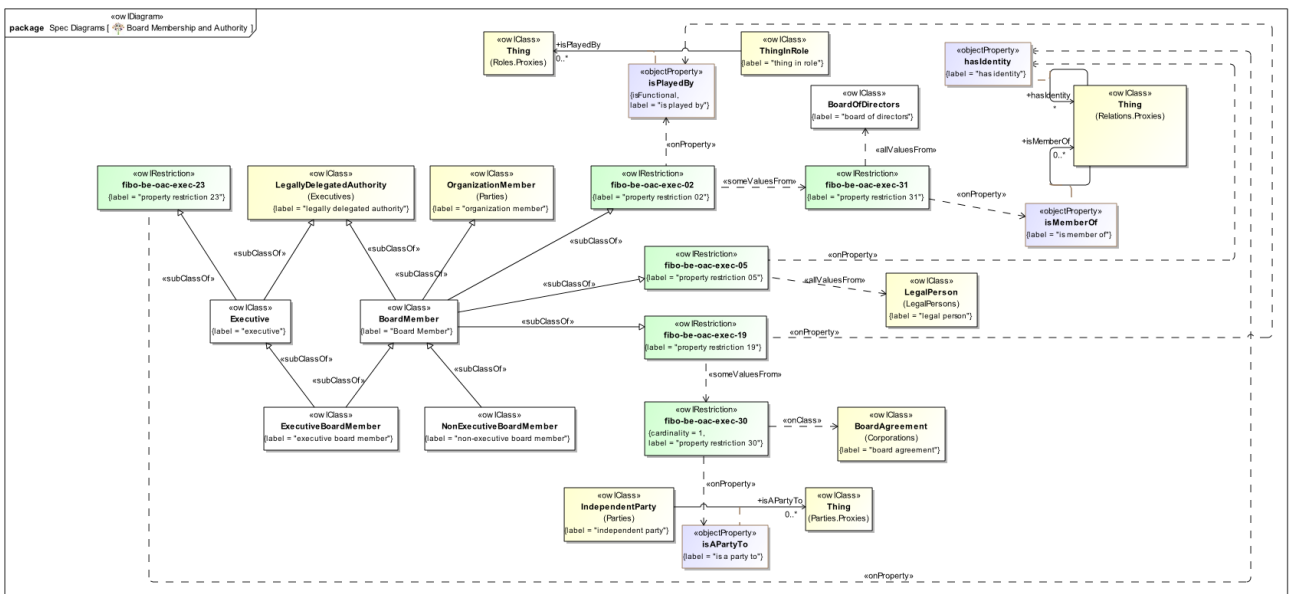 «owlDiagram»
package Spec Diagrams [ Board Membership and Authority ]
«owlClass»
Thing
(Roles.Proxies)
+isPlayedBy
0..*
«owlClass»
ThingInRole
{label = "thing in role"}
«objectProperty»
isPlayedBy
{isFunctional,
label = "is played by"}
«objectProperty»
hasIdentity
{label = "has identity"}
+hasIdentity
*
«owlClass»
Thing
(Relations.Proxies)
+isMemberOf
0..*
«owlClass»
BoardOfDirectors
{label = "board of directors"}
«onProperty»
«allValuesFrom»
«owlRestriction»
fibo-be-oac-exec-23
{label = "property restriction 23"}
«owlClass»
LegallyDelegatedAuthority
(Executives)
{label = "legally delegated authority"}
«owlClass»
OrganizationMember
(Parties)
{label = "organization member"}
«owlRestriction»
fibo-be-oac-exec-02
{label = "property restriction 02"}
«someValuesFrom»
«owlRestriction»
fibo-be-oac-exec-31
{label = "property restriction 31"}
«onProperty»
«objectProperty»
isMemberOf
{label = "is member of"}
«subClassOf»
«subClassOf»
«subClassOf»
«subClassOf»
«subClassOf»
«owlRestriction»
fibo-be-oac-exec-05
{label = "property restriction 05"}
«onProperty»
«allValuesFrom»
«owlClass»
LegalPerson
(LegalPersons)
{label = "legal person"}
«subClassOf»
«owlClass»
Executive
{label = "executive"}
«owlClass»
BoardMember
{label = "Board Member"}
«subClassOf»
«owlRestriction»
fibo-be-oac-exec-19
{label = "property restriction 19"}
«onProperty»
«subClassOf»
«subClassOf»
«subClassOf»
«someValuesFrom»
«owlClass»
ExecutiveBoardMember
{label = "executive board member"}
«owlClass»
NonExecutiveBoardMember
{label = "non-executive board member"}
«owlRestriction»
fibo-be-oac-exec-30
{cardinality = 1,
label = "property restriction 30"}
«onClass»
«owlClass»
BoardAgreement
(Corporations)
{label = "board agreement"}
«onProperty»
«owlClass»
IndependentParty
(Parties)
{label = "independent party"}
+isAPartyTo
0..*
«owlClass»
Thing
(Parties.Proxies)
«objectProperty»
isAPartyTo
{label = "is a party to"}
«onProperty»